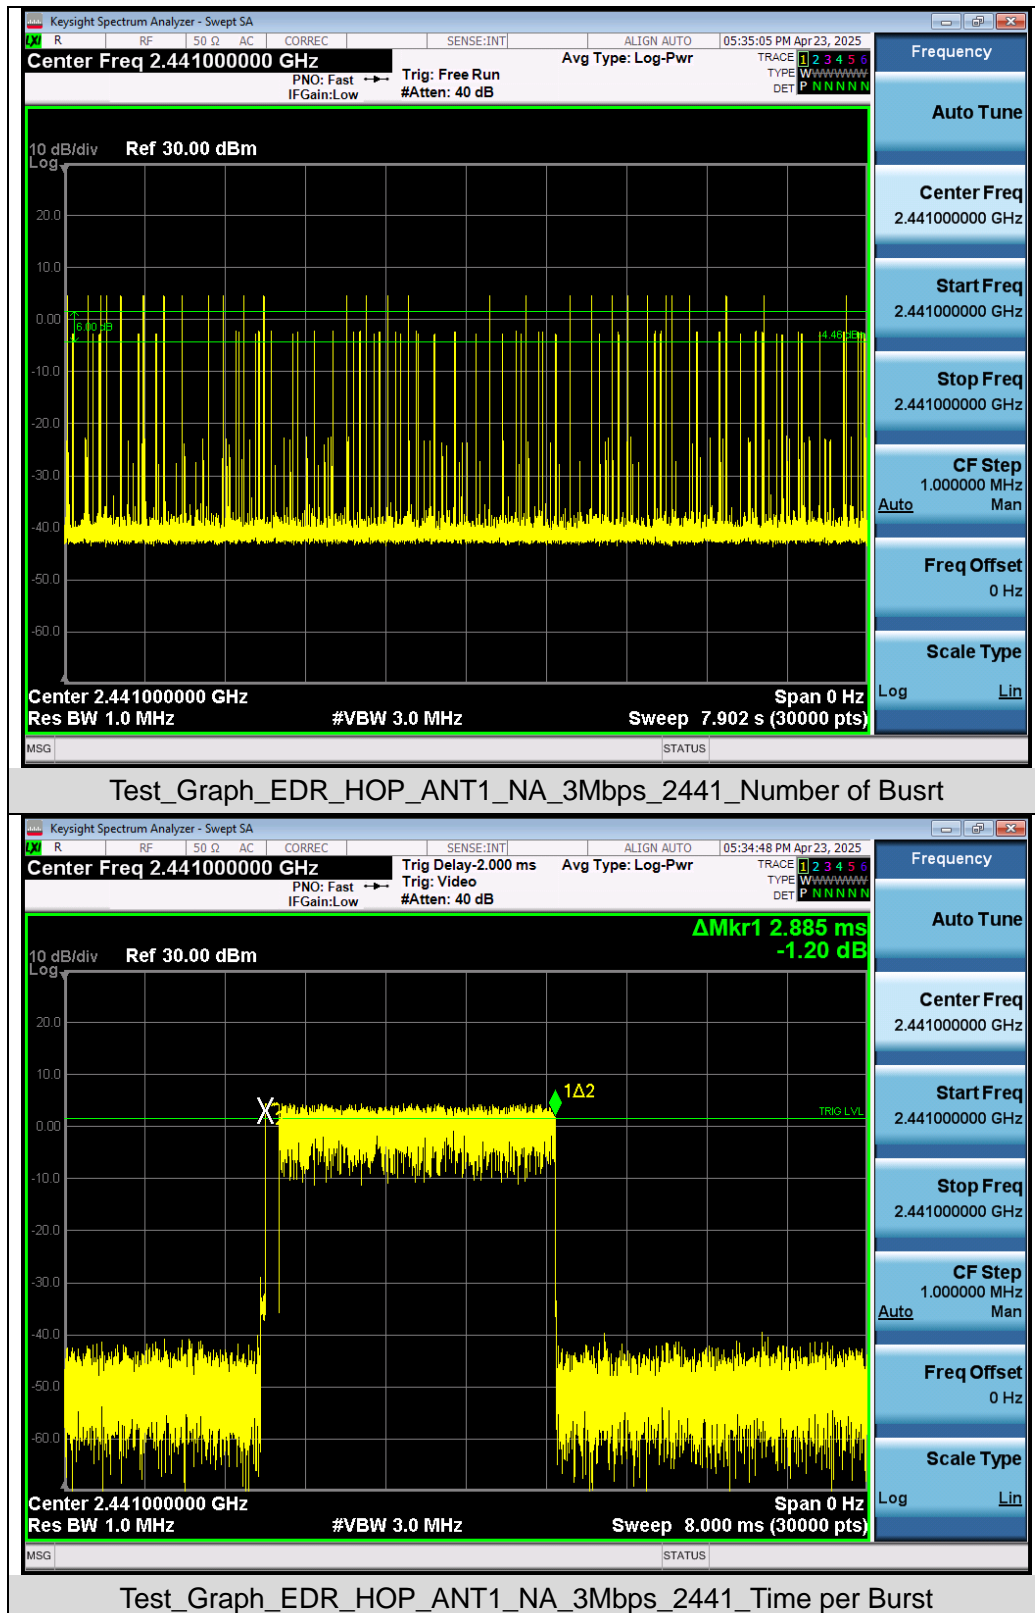 Keysight Spectrum Analyzer - Swept SA
LXI R RF 50 Ω AC CORREC SENSE:INT ALIGN AUTO 05:35:05 PM Apr 23, 2025
Center Freq 2.441000000 GHz Avg Type: Log-Pwr TRACE 1 2 3 4 5 6
PNO: Fast Trig: Free Run TYPE WWWWWW
IFGain:Low #Atten: 40 dB DET P N N N N N
Frequency
Auto Tune
10 dB/div Ref 30.00 dBm
Log
20.0
10.0
0.00
6.00 dB
-4.46 dBm
-10.0
-20.0
-30.0
-40.0
-50.0
-60.0
Center 2.441000000 GHz Span 0 Hz
Res BW 1.0 MHz #VBW 3.0 MHz Sweep 7.902 s (30000 pts)
Center Freq
2.441000000 GHz
Start Freq
2.441000000 GHz
Stop Freq
2.441000000 GHz
CF Step
1.000000 MHz
Auto Man
Freq Offset
0 Hz
Scale Type
Log Lin
MSG STATUS
Test_Graph_EDR_HOP_ANT1_NA_3Mbps_2441_Number of Busrt
Keysight Spectrum Analyzer - Swept SA
LXI R RF 50 Ω AC CORREC SENSE:INT ALIGN AUTO 05:34:48 PM Apr 23, 2025
Center Freq 2.441000000 GHz Trig Delay-2.000 ms Avg Type: Log-Pwr TRACE 1 2 3 4 5 6
PNO: Fast Trig: Video TYPE WWWWWW
IFGain:Low #Atten: 40 dB DET P N N N N N
Frequency
Auto Tune
ΔMkr1 2.885 ms
-1.20 dB
10 dB/div Ref 30.00 dBm
Log
20.0
10.0
0.00
-10.0
-20.0
-30.0
-40.0
-50.0
-60.0
X2
1Δ2
TRIG LVL
Center 2.441000000 GHz Span 0 Hz
Res BW 1.0 MHz #VBW 3.0 MHz Sweep 8.000 ms (30000 pts)
Center Freq
2.441000000 GHz
Start Freq
2.441000000 GHz
Stop Freq
2.441000000 GHz
CF Step
1.000000 MHz
Auto Man
Freq Offset
0 Hz
Scale Type
Log Lin
MSG STATUS
Test_Graph_EDR_HOP_ANT1_NA_3Mbps_2441_Time per Burst